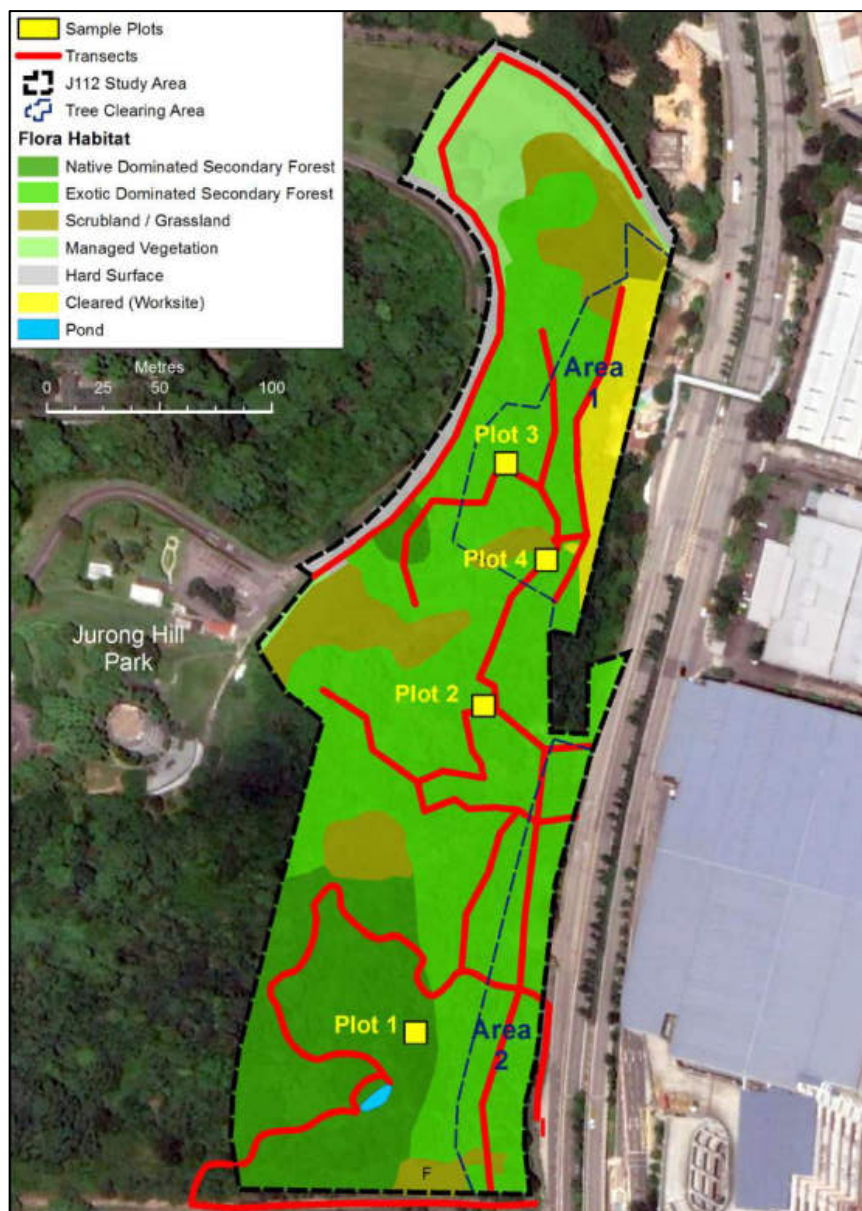 Sample Plots
Transects
J112 Study Area
Tree Clearing Area
Flora Habitat
Native Dominated Secondary Forest
Exotic Dominated Secondary Forest
Scrubland / Grassland
Managed Vegetation
Hard Surface
Cleared (Worksite)
Pond
Metres
0 25 50 100
Area
1
Plot 3
Plot 4
Jurong Hill
Park
Plot 2
Plot 1
Area
2
F